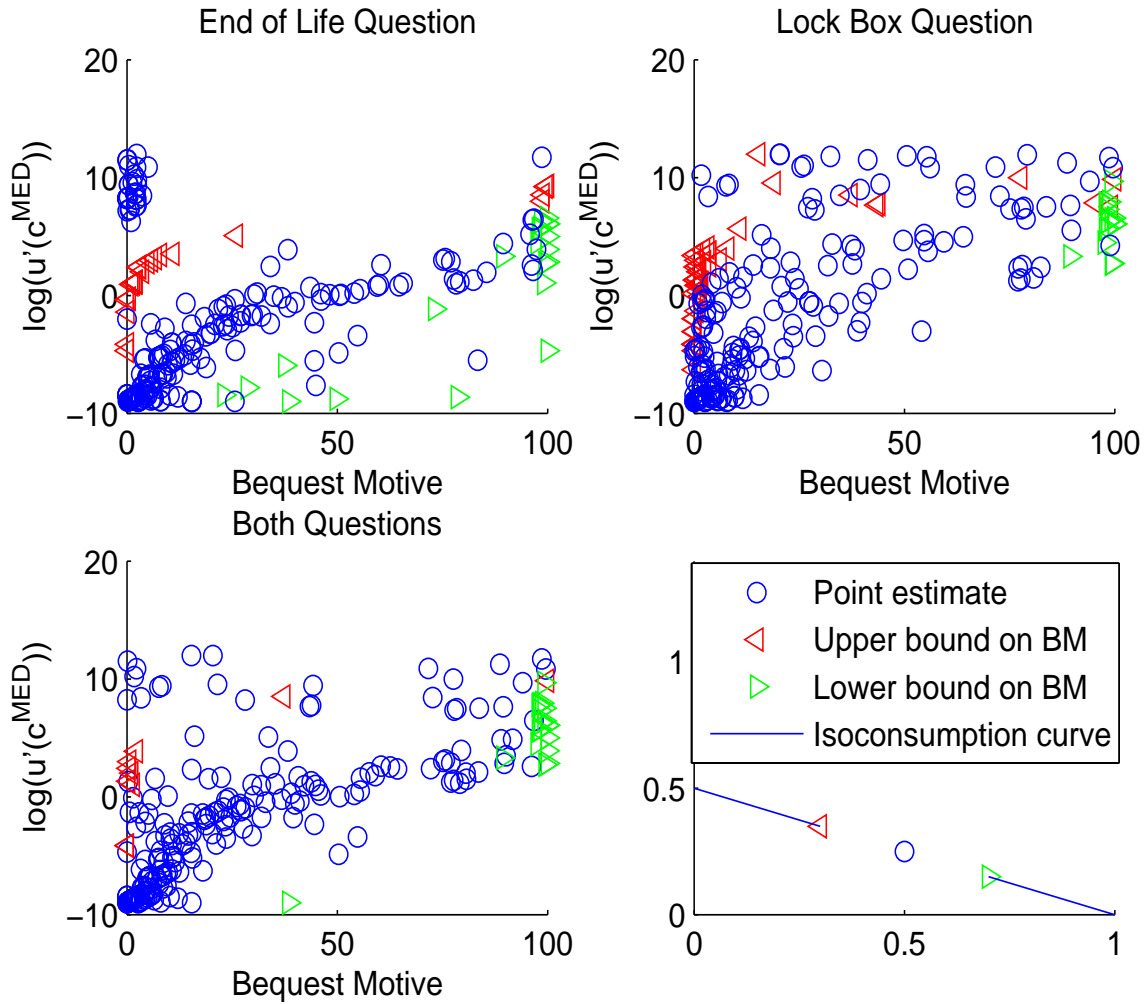 End of Life Question
20
10
0
−10
log(u'(c^MED))
0
50
100
Bequest Motive
Lock Box Question
20
10
0
−10
log(u'(c^MED))
0
50
100
Bequest Motive
Both Questions
20
10
0
−10
log(u'(c^MED))
0
50
100
Bequest Motive
Point estimate
Upper bound on BM
Lower bound on BM
Isoconsumption curve
1
0.5
0
0
0.5
1